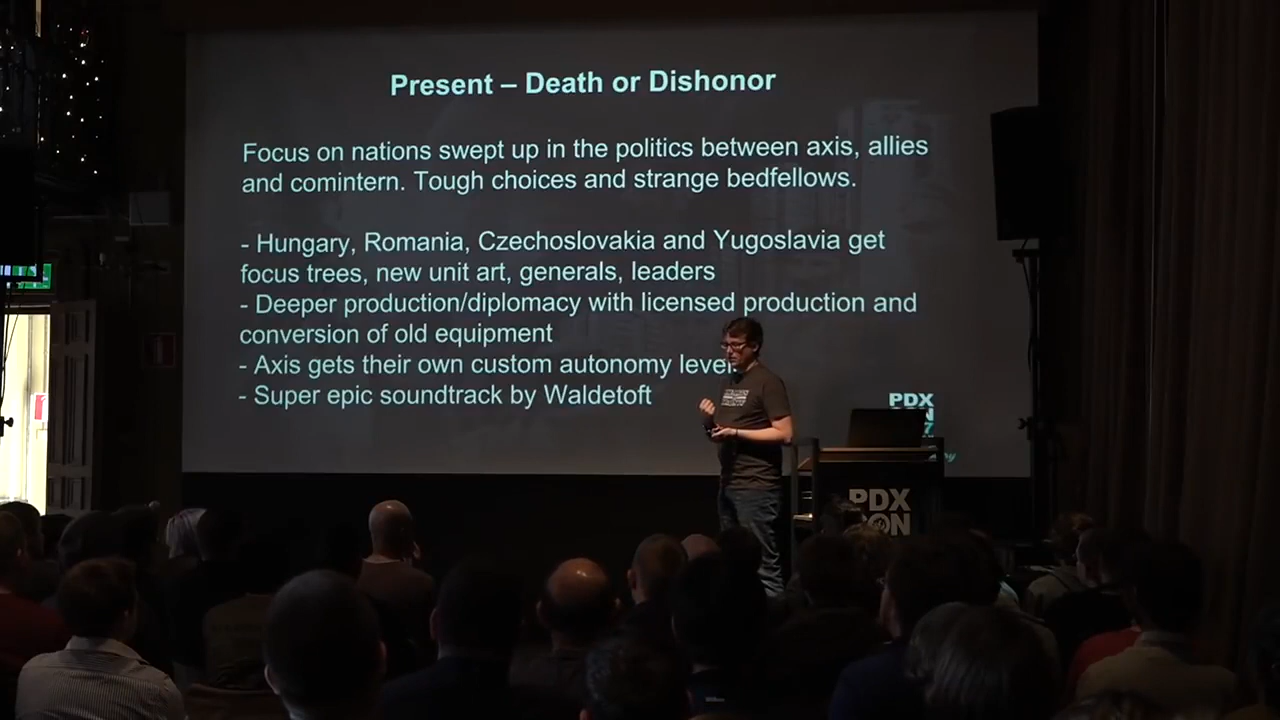 Present – Death or Dishonor
Focus on nations swept up in the politics between axis, allies
and comintern. Tough choices and strange bedfellows.
- Hungary, Romania, Czechoslovakia and Yugoslavia get
focus trees, new unit art, generals, leaders
- Deeper production/diplomacy with licensed production and
conversion of old equipment
- Axis gets their own custom autonomy level
- Super epic soundtrack by Waldetoft
PDX
PDX
CON